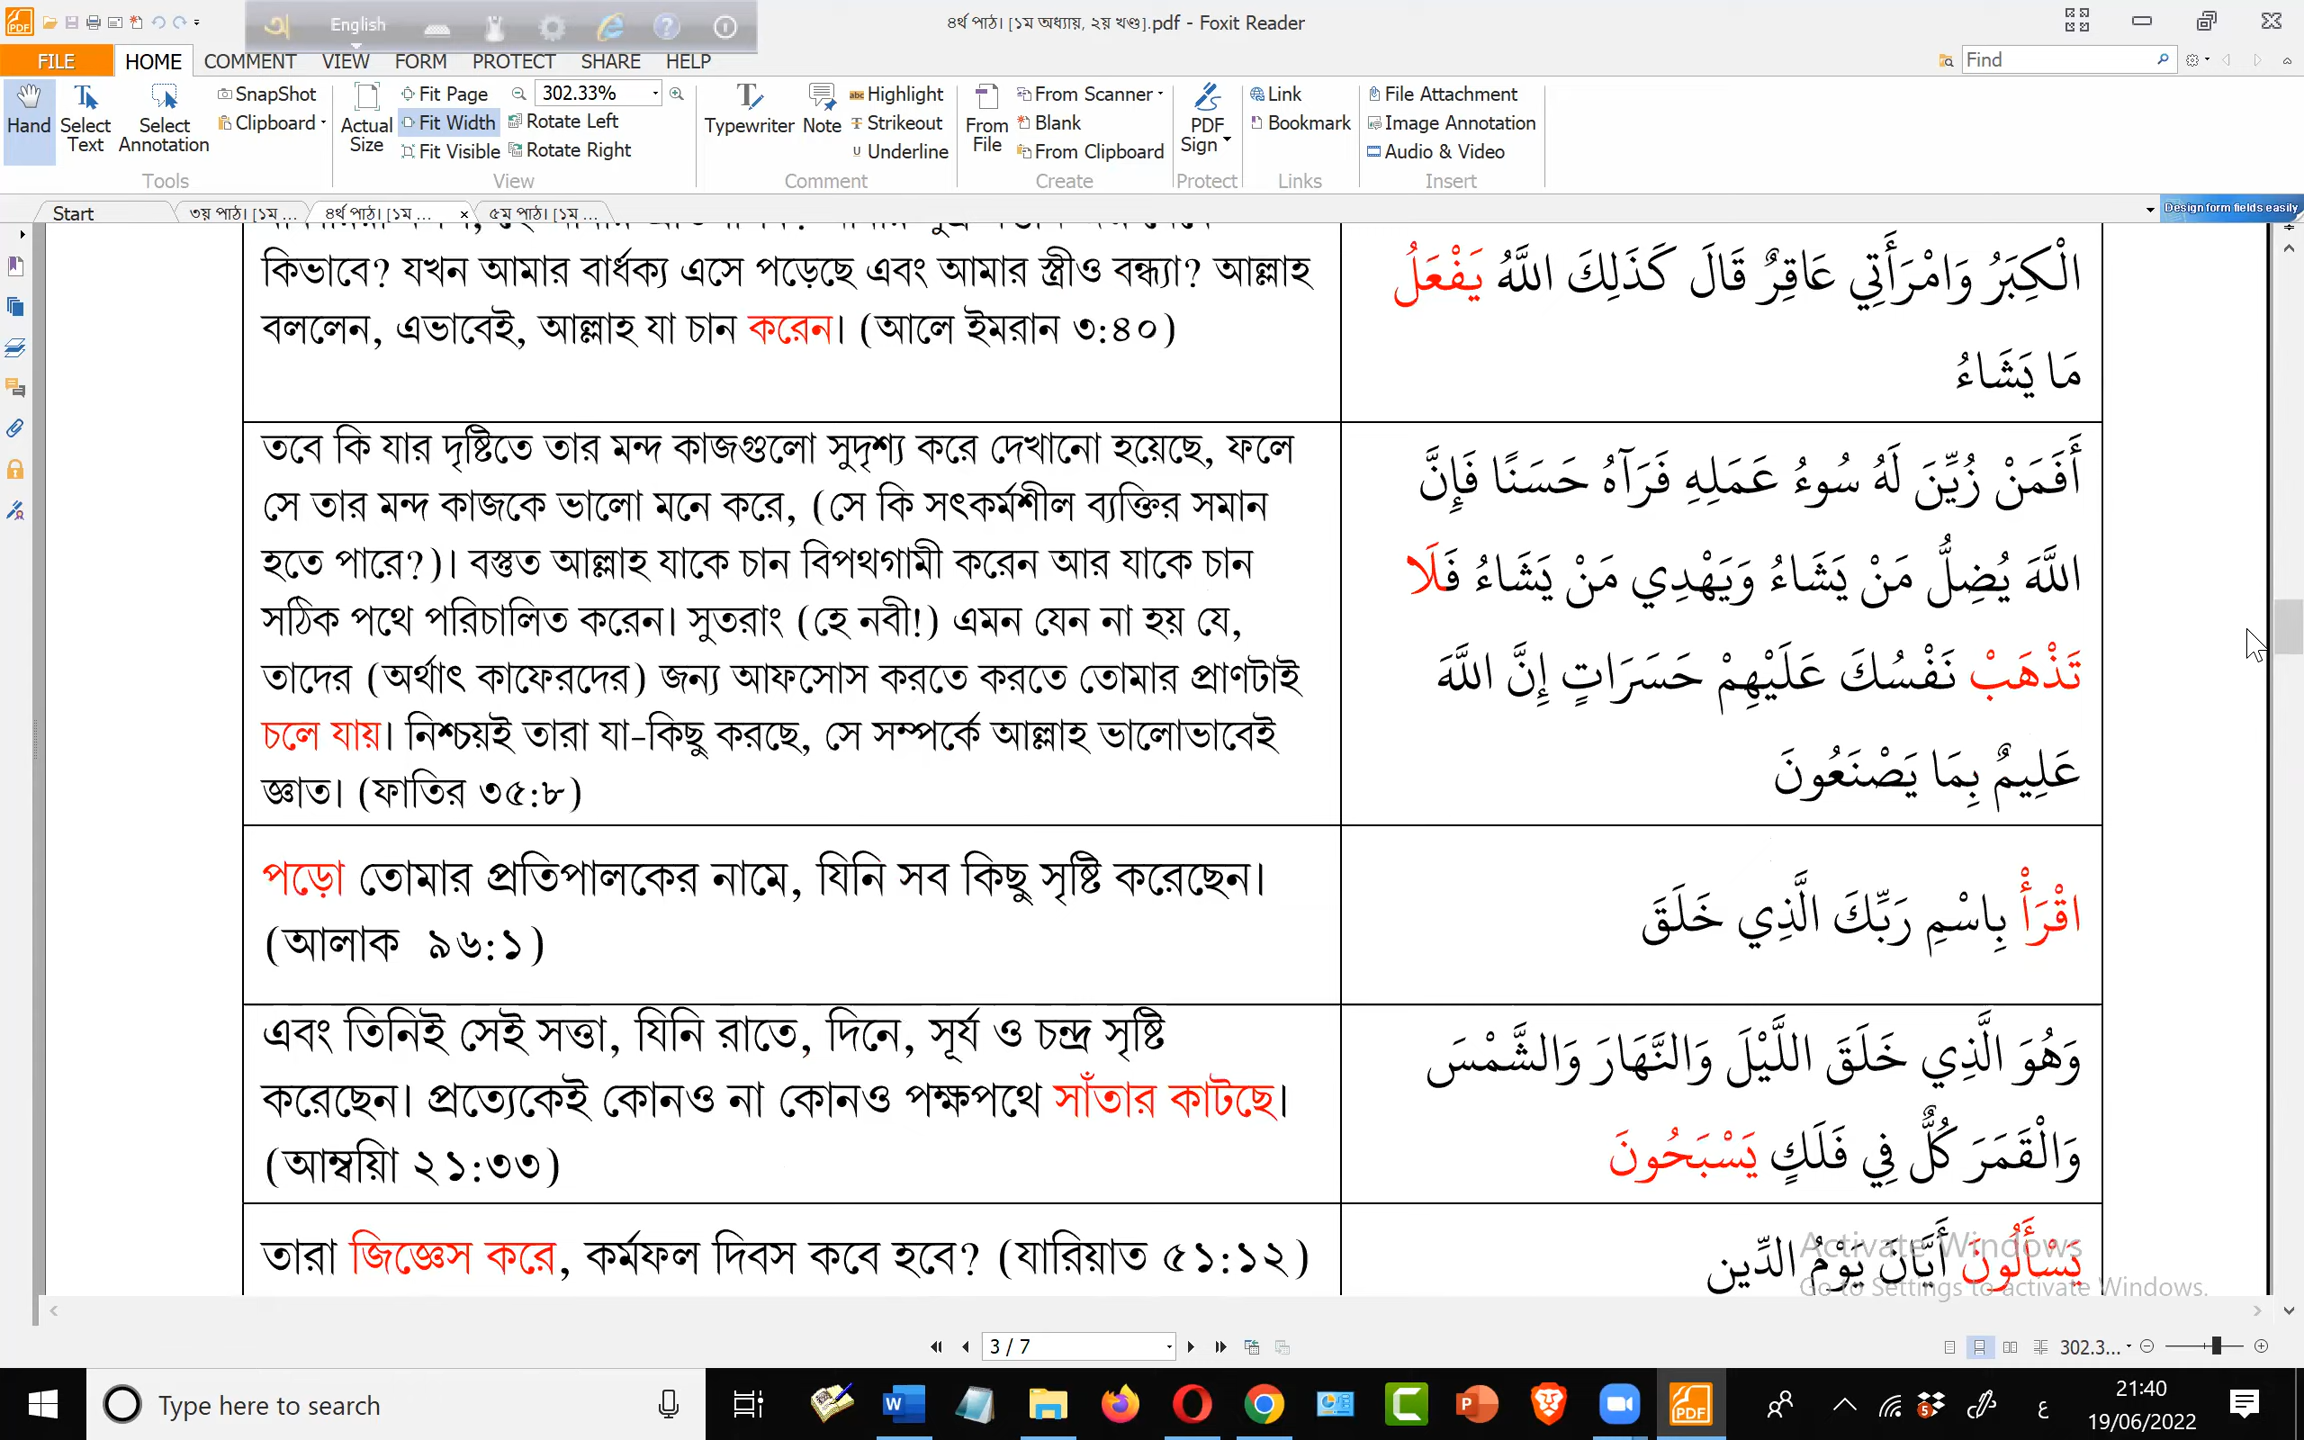 English
৪র্থ পাঠ। [১ম অধ্যায়, ২য় খণ্ড].pdf - Foxit Reader
FILE HOME COMMENT VIEW FORM PROTECT SHARE HELP
Find
Hand
Select Text
Select Annotation
SnapShot
Clipboard
Tools
Actual Size
Fit Page
Fit Width
Fit Visible
302.33%
Rotate Left
Rotate Right
View
Typewriter
Note
Highlight
Strikeout
Underline
Comment
From File
From Scanner
Blank
From Clipboard
Create
PDF Sign
Protect
Link
Bookmark
Links
File Attachment
Image Annotation
Audio & Video
Insert
Start
৩য় পাঠ। [১ম ...
৪র্থ পাঠ। [১ম ...
৫ম পাঠ। [১ম ...
Design form fields easily
কিভাবে? যখন আমার বার্ধক্য এসে পড়েছে এবং আমার স্ত্রীও বন্ধ্যা? আল্লাহ
বললেন, এভাবেই, আল্লাহ যা চান করেন। (আলে ইমরান ৩:৪০)
الْكِبَرُ وَامْرَأَتِي عَاقِرٌ قَالَ كَذَلِكَ اللَّهُ يَفْعَلُ
مَا يَشَاءُ
তবে কি যার দৃষ্টিতে তার মন্দ কাজগুলো সুদৃশ্য করে দেখানো হয়েছে, ফলে
সে তার মন্দ কাজকে ভালো মনে করে, (সে কি সৎকর্মশীল ব্যক্তির সমান
হতে পারে?)। বস্তুত আল্লাহ যাকে চান বিপথগামী করেন আর যাকে চান
সঠিক পথে পরিচালিত করেন। সুতরাং (হে নবী!) এমন যেন না হয় যে,
তাদের (অর্থাৎ কাফেরদের) জন্য আফসোস করতে করতে তোমার প্রাণটাই
চলে যায়। নিশ্চয়ই তারা যা-কিছু করছে, সে সম্পর্কে আল্লাহ ভালোভাবেই
জ্ঞাত। (ফাতির ৩৫:৮)
أَفَمَنْ زُيِّنَ لَهُ سُوءُ عَمَلِهِ فَرَآهُ حَسَنًا فَإِنَّ
اللَّهَ يُضِلُّ مَنْ يَشَاءُ وَيَهْدِي مَنْ يَشَاءُ فَلَا
تَذْهَبْ نَفْسُكَ عَلَيْهِمْ حَسَرَاتٍ إِنَّ اللَّهَ
عَلِيمٌ بِمَا يَصْنَعُونَ
পড়ো তোমার প্রতিপালকের নামে, যিনি সব কিছু সৃষ্টি করেছেন।
(আলাক ৯৬:১)
اقْرَأْ بِاسْمِ رَبِّكَ الَّذِي خَلَقَ
এবং তিনিই সেই সত্তা, যিনি রাতে, দিনে, সূর্য ও চন্দ্র সৃষ্টি
করেছেন। প্রত্যেকেই কোনও না কোনও পক্ষপথে সাঁতার কাটছে।
(আম্বিয়া ২১:৩৩)
وَهُوَ الَّذِي خَلَقَ اللَّيْلَ وَالنَّهَارَ وَالشَّمْسَ
وَالْقَمَرَ كُلٌّ فِي فَلَكٍ يَسْبَحُونَ
তারা জিজ্ঞেস করে, কর্মফল দিবস কবে হবে? (যারিয়াত ৫১:১২)
يَسْأَلُونَ أَيَّانَ يَوْمُ الدِّينِ
Activate Windows
Go to Settings to activate Windows.
3 / 7
302.3...
Type here to search
21:40
19/06/2022